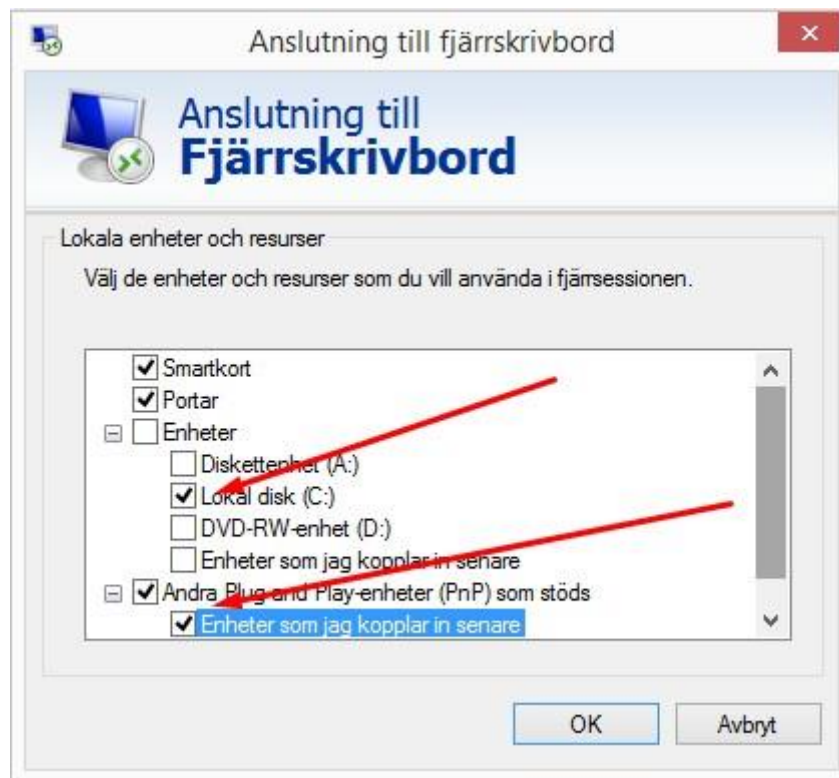 Anslutning till fjärrskrivbord
Anslutning till
Fjärrskrivbord
Lokala enheter och resurser
Välj de enheter och resurser som du vill använda i fjärrsessionen.
Smartkort
Portar
Enheter
Diskettenhet (A:)
Lokal disk (C:)
DVD-RW-enhet (D:)
Enheter som jag kopplar in senare
Andra Plug and Play-enheter (PnP) som stöds
Enheter som jag kopplar in senare
OK
Avbryt